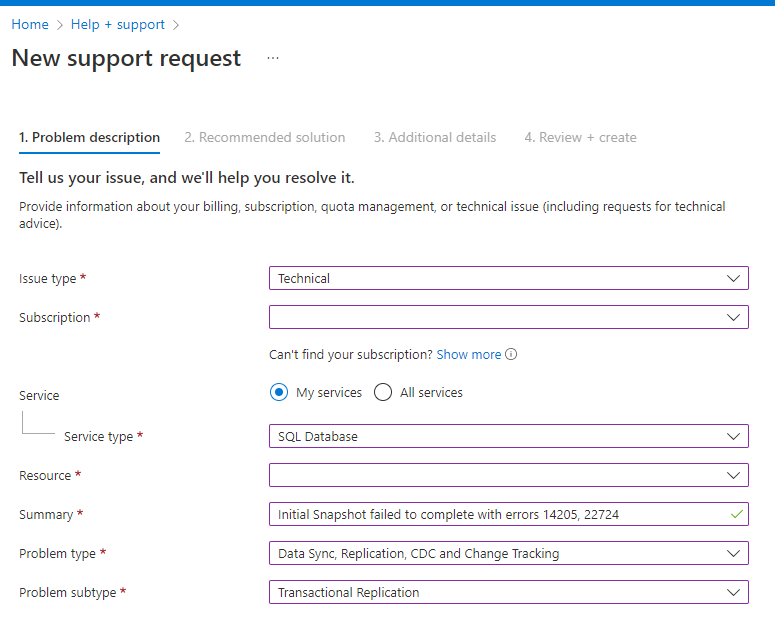 Home > Help + support >
New support request ...
1. Problem description 2. Recommended solution 3. Additional details 4. Review + create
Tell us your issue, and we'll help you resolve it.
Provide information about your billing, subscription, quota management, or technical issue (including requests for technical
advice).
Issue type * Technical
Subscription *
Can't find your subscription? Show more
Service My services All services
Service type * SQL Database
Resource *
Summary * Initial Snapshot failed to complete with errors 14205, 22724
Problem type * Data Sync, Replication, CDC and Change Tracking
Problem subtype * Transactional Replication